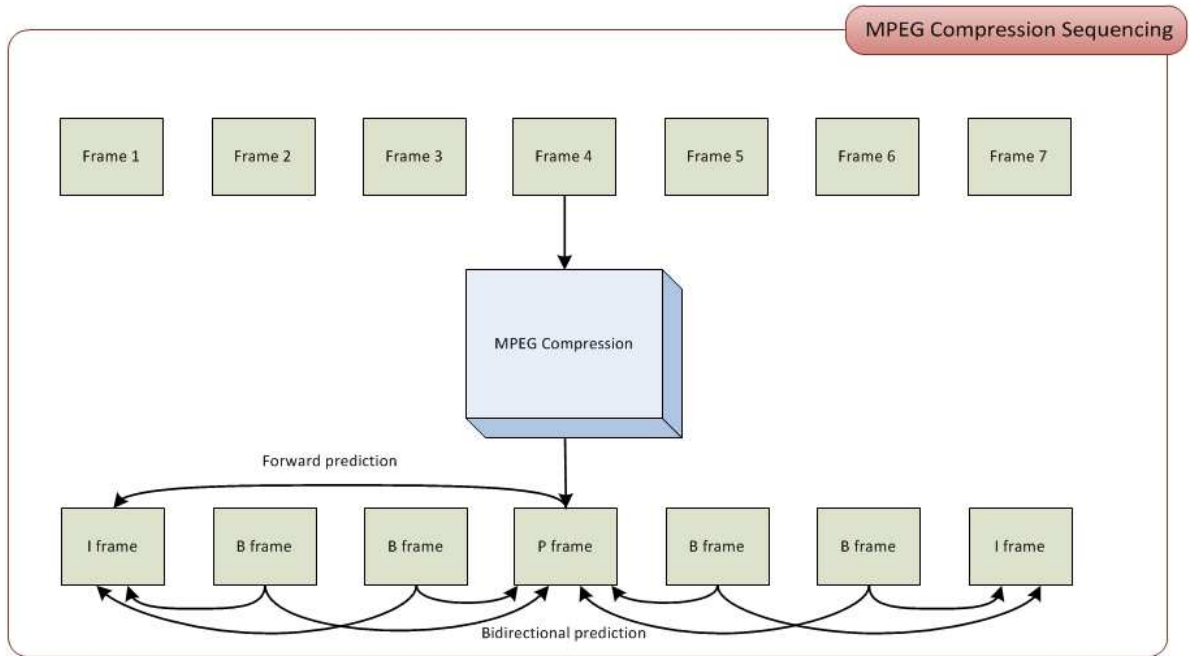 MPEG Compression Sequencing
Frame 1
Frame 2
Frame 3
Frame 4
Frame 5
Frame 6
Frame 7
MPEG Compression
Forward prediction
I frame
B frame
B frame
P frame
B frame
B frame
I frame
Bidirectional prediction